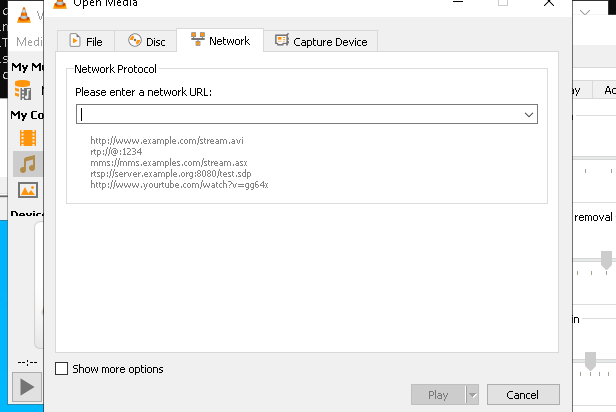 Open Media
Medi
File
Disc
Network
Capture Device
My M
Network Protocol
Please enter a network URL:
My Co
http://www.example.com/stream.avi
rtp://@:1234
mms://mms.examples.com/stream.asx
rtsp://server.example.org:8080/test.sdp
http://www.yourtube.com/watch?v=gg64x
Device
removal
in
--:--
Show more options
Play
Cancel